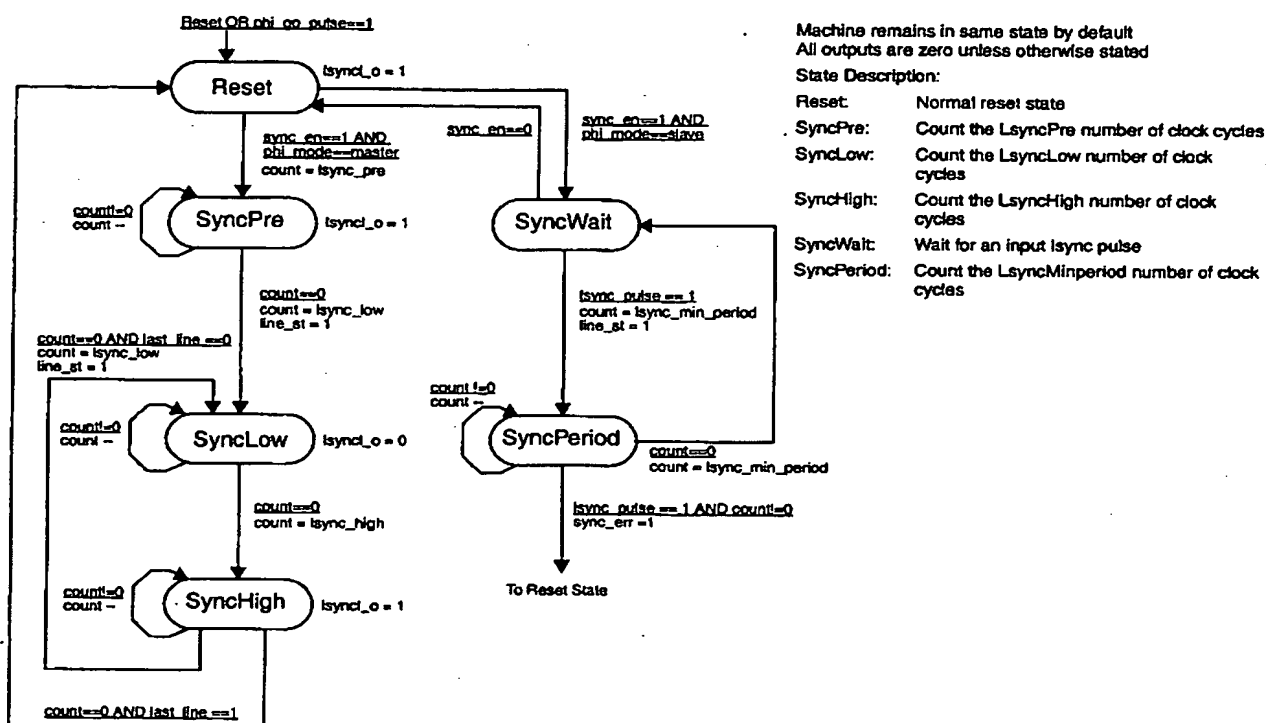 Reset OR phi_go_pulse==1
Reset
lsyncl_o = 1
sync_en==1 AND
phi_mode==master
count = lsync_pre
sync_en==0
sync_en==1 AND
phi_mode==slave
count!=0
count --
SyncPre
lsyncl_o = 1
SyncWait
count==0
count = lsync_low
line_st = 1
lsync_pulse == 1
count = lsync_min_period
line_st = 1
count==0 AND last_line ==0
count = lsync_low
line_st = 1
count!=0
count --
SyncLow
lsyncl_o = 0
count !=0
count --
SyncPeriod
count==0
count = lsync_min_period
count==0
count = lsync_high
lsync_pulse == 1 AND count!=0
sync_err =1
To Reset State
count!=0
count --
SyncHigh
lsyncl_o = 1
count==0 AND last_line ==1
Machine remains in same state by default
All outputs are zero unless otherwise stated
State Description:
Reset: Normal reset state
SyncPre: Count the LsyncPre number of clock cycles
SyncLow: Count the LsyncLow number of clock
cycles
SyncHigh: Count the LsyncHigh number of clock
cycles
SyncWait: Wait for an input lsync pulse
SyncPeriod: Count the LsyncMinperiod number of clock
cycles